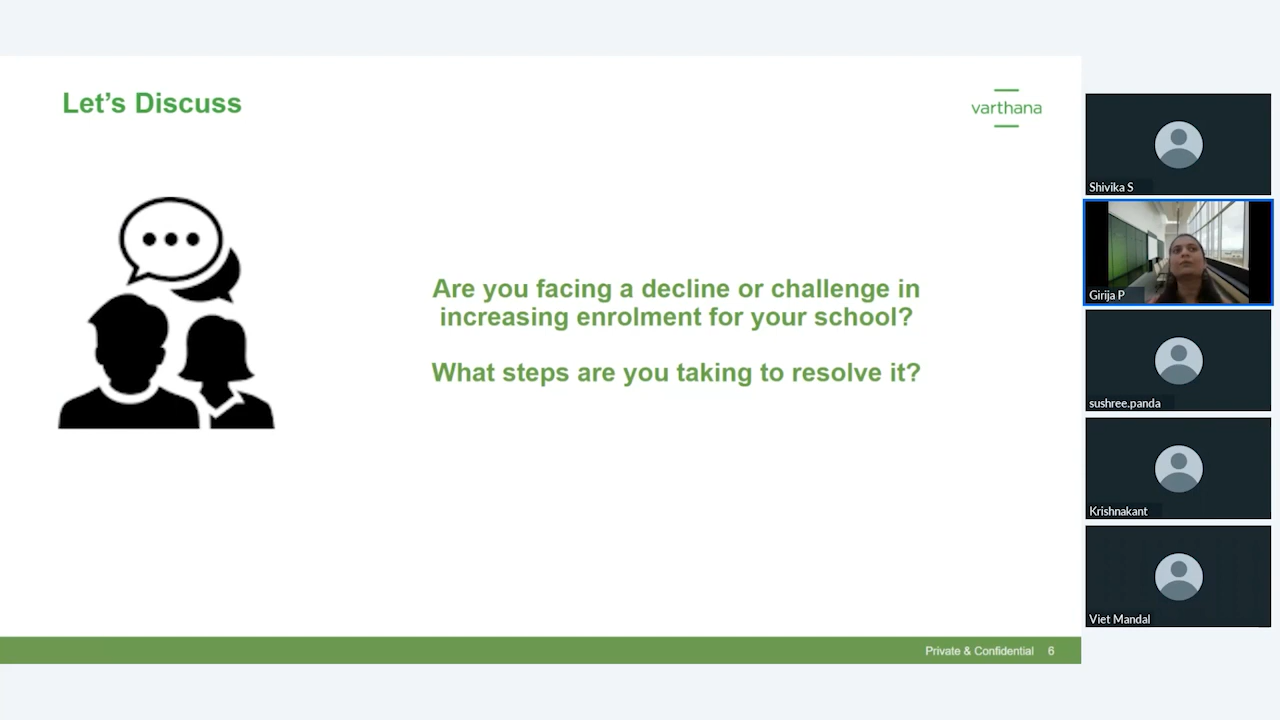 Let's Discuss
varthana
Are you facing a decline or challenge in
increasing enrolment for your school?
What steps are you taking to resolve it?
Private & Confidential 6
Shivika S
Girija P
sushree.panda
Krishnakant
Viet Mandal